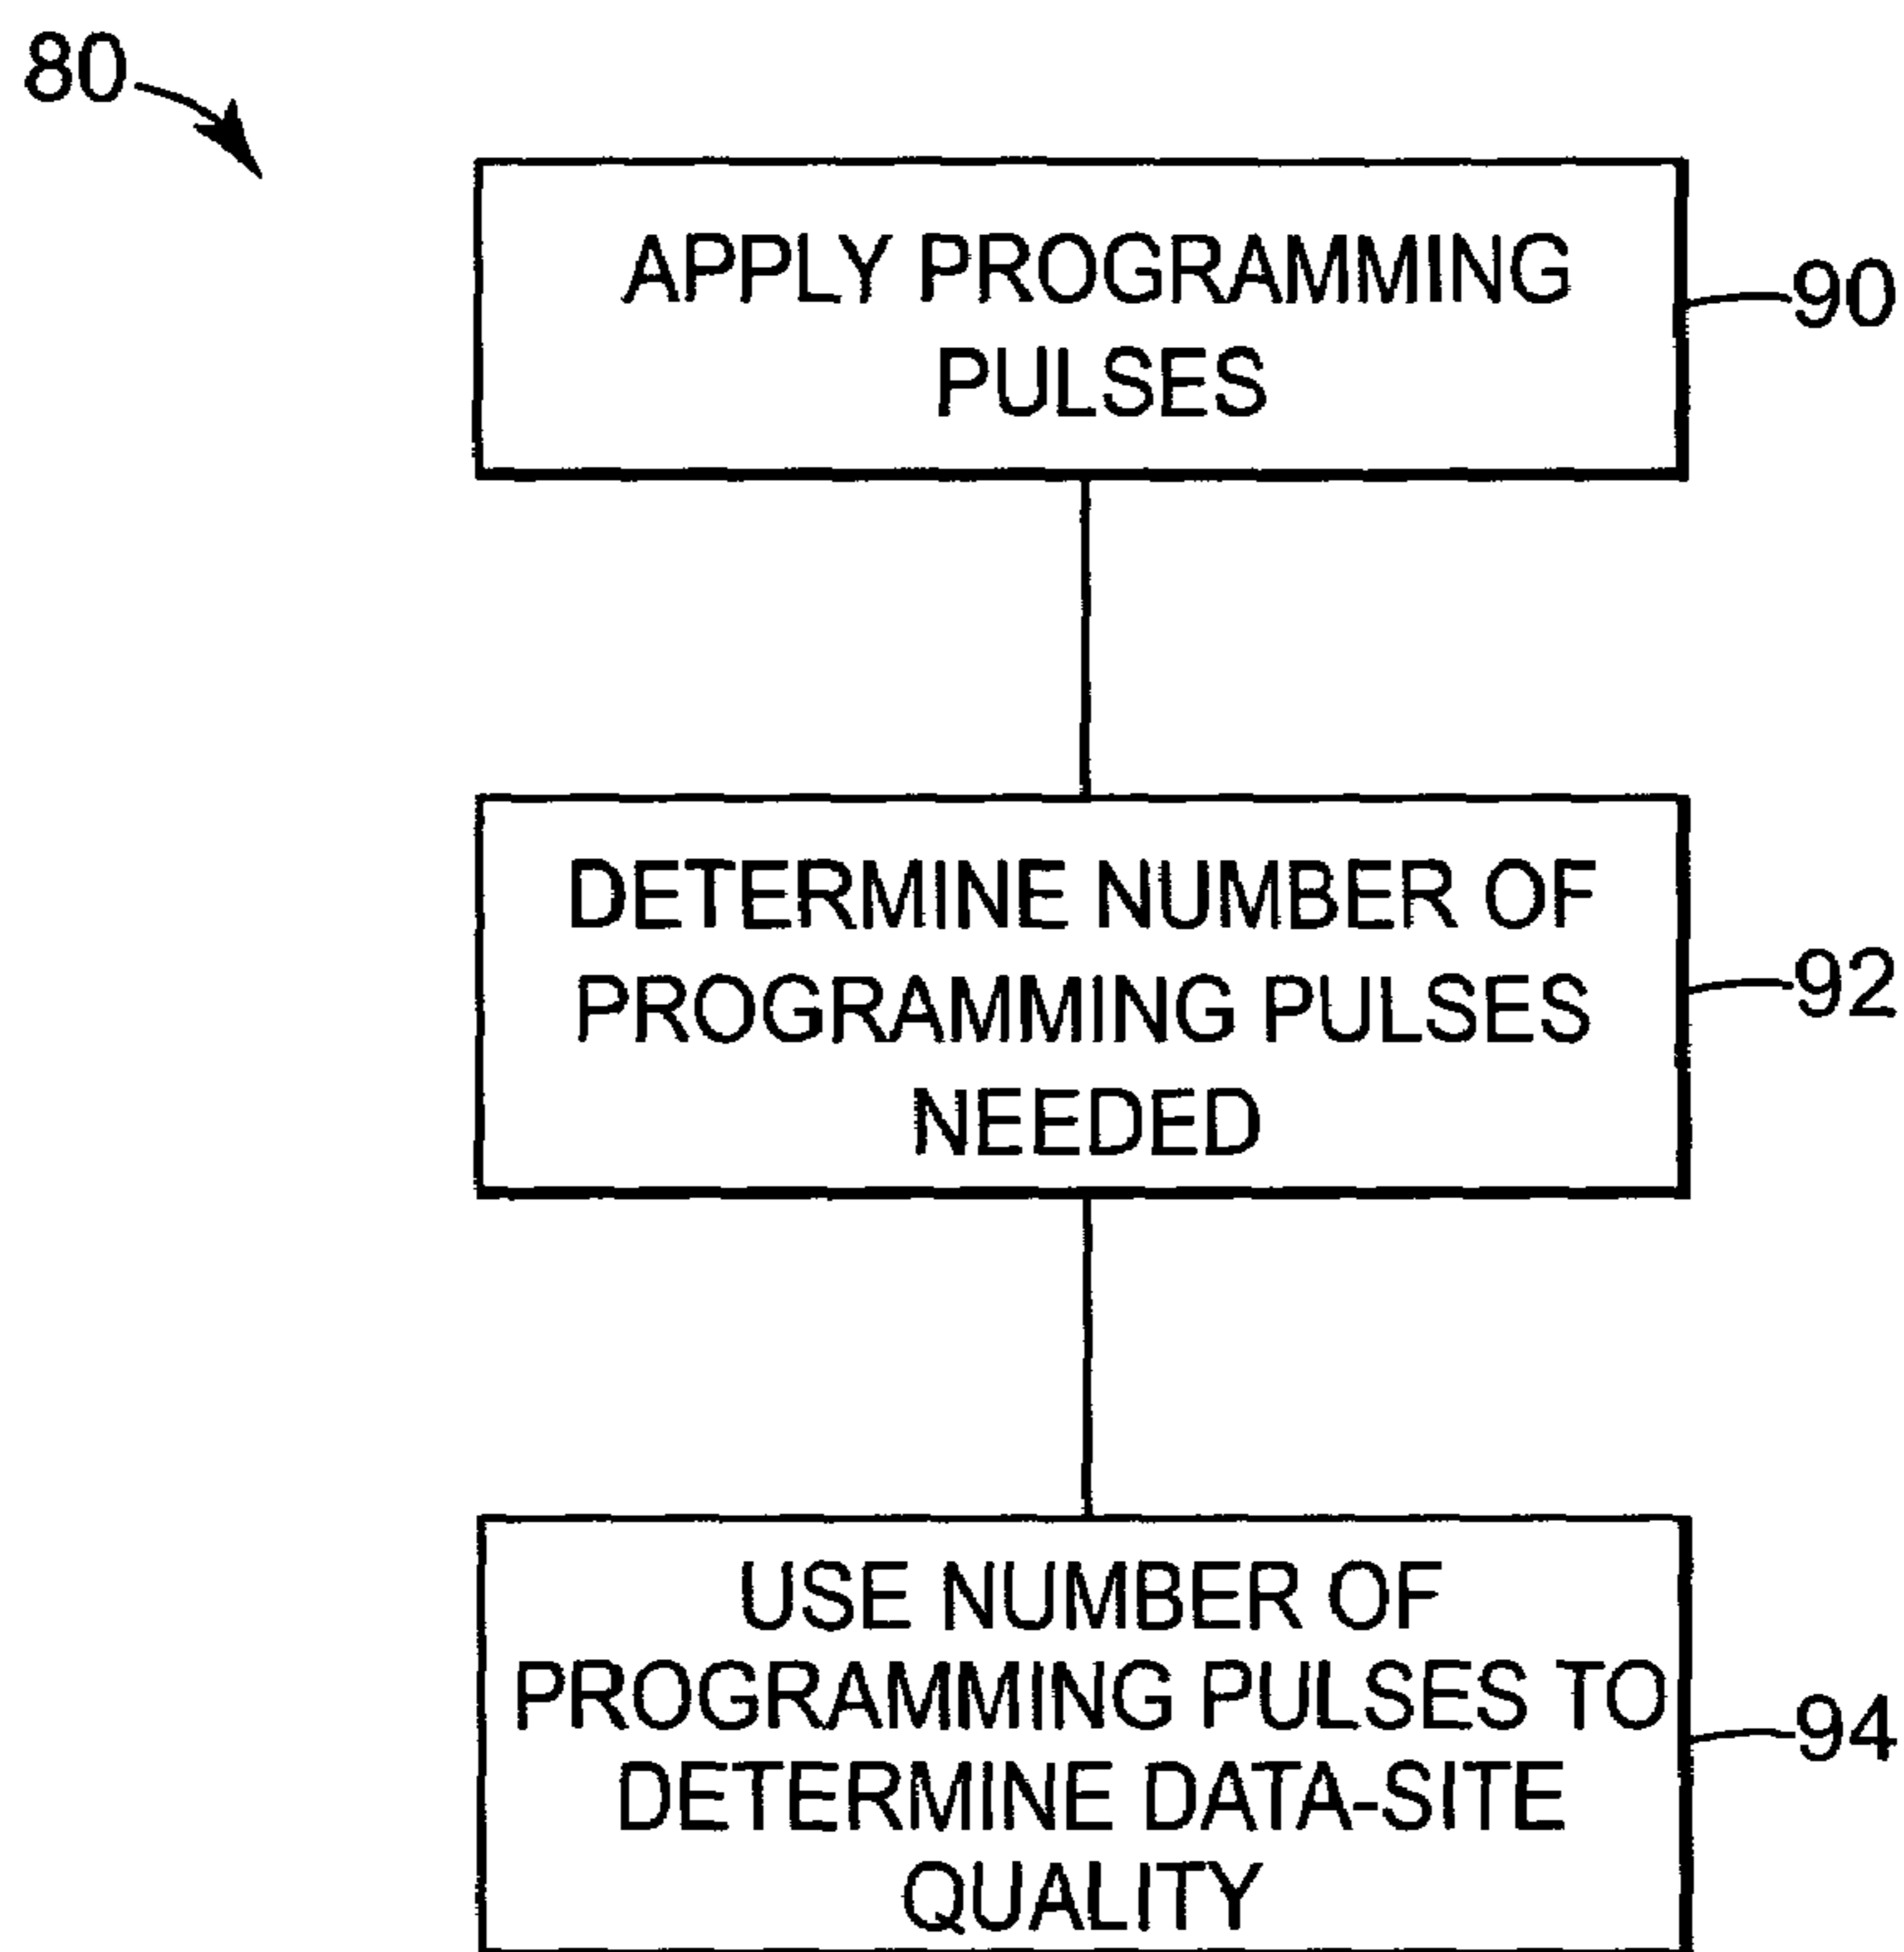 80
APPLY PROGRAMMING
PULSES
90
DETERMINE NUMBER OF
PROGRAMMING PULSES
NEEDED
92
USE NUMBER OF
PROGRAMMING PULSES TO
DETERMINE DATA-SITE
QUALITY
94